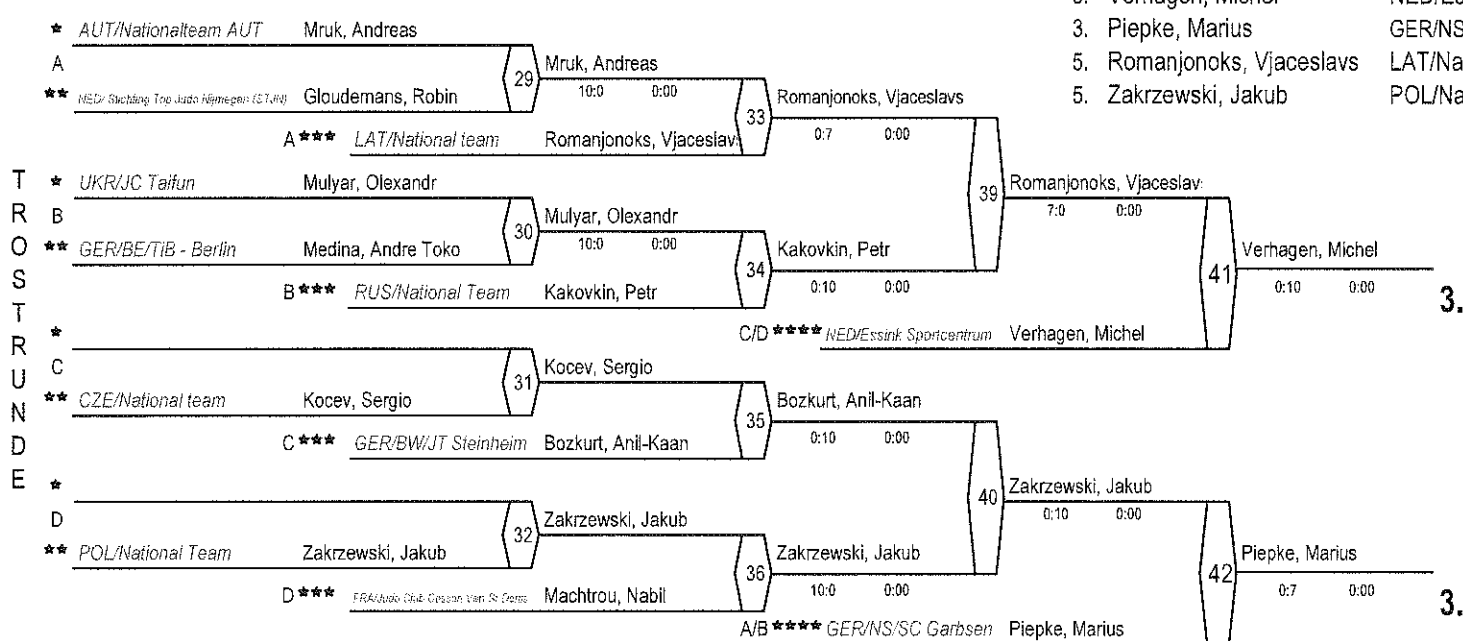 3. Piepke, Marius GER/NS
5. Romanjonoks, Vjaceslavs LAT/Na
5. Zakrzewski, Jakub POL/Na
TROSTRUNDE
* AUT/Nationalteam AUT Mruk, Andreas
A
29 Mruk, Andreas
10:0 0:00
** NED/ Stichting Top Judo Nijmegen (STJN) Gloudemans, Robin
33 Romanjonoks, Vjaceslavs
0:7 0:00
A *** LAT/National team Romanjonoks, Vjaceslav
* UKR/JC Taifun Mulyar, Olexandr
39 Romanjonoks, Vjaceslav
7:0 0:00
B
30 Mulyar, Olexandr
10:0 0:00
** GER/BE/TiB - Berlin Medina, Andre Toko
34 Kakovkin, Petr
0:10 0:00
41 Verhagen, Michel
0:10 0:00
3.
B *** RUS/National Team Kakovkin, Petr
C/D **** NED/Essink Sportcentrum Verhagen, Michel
*
C
31 Kocev, Sergio
** CZE/National team Kocev, Sergio
35 Bozkurt, Anil-Kaan
0:10 0:00
C *** GER/BW/JT Steinheim Bozkurt, Anil-Kaan
*
40 Zakrzewski, Jakub
0:10 0:00
D
32 Zakrzewski, Jakub
** POL/National Team Zakrzewski, Jakub
36 Zakrzewski, Jakub
10:0 0:00
42 Piepke, Marius
0:7 0:00
3.
D *** Machtrou, Nabil
A/B **** GER/NS/SC Garbsen Piepke, Marius